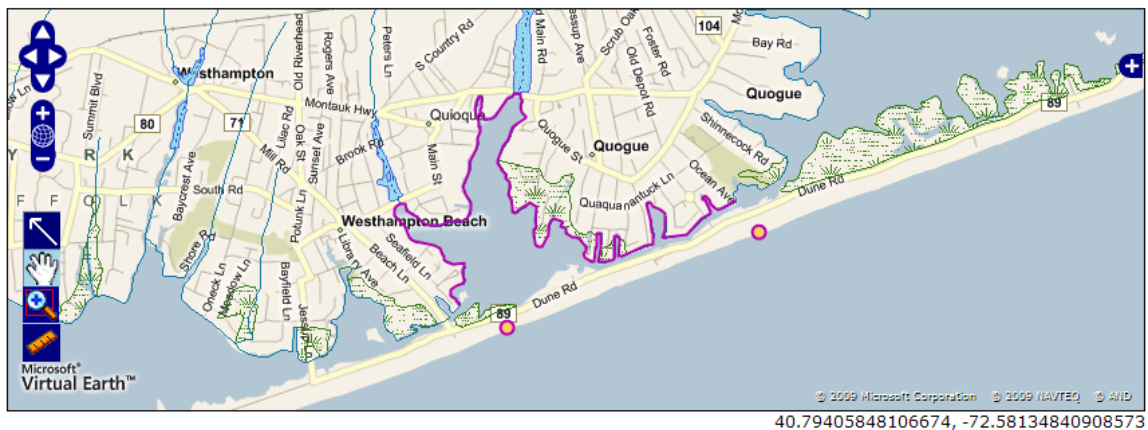 Old Riverhead
Rogers Ave
Peters Ln
S Country Rd
Main Rd
Scrub Oak
Foster Rd
Old Depot Rd
104
Bay Rd
Westhampton
Summit Blvd
Montauk Hwy
Quogue
89
80
71
Lilac Rd
Oak St
Sunset Ave
Mill Rd
Brook Rd
Main St
Quogue St
Quogue
Shinnecock Rd
Y R K
Baycrest Ave
South Rd
Potunk Ln
Quaquanantuck Ln
Ocean Ave
Dune Rd
F F O L K
Westhampton Beach
Shore Rd
Library Ave
Seafield Ln
Beach Ln
Oneck Ln
Meadow Ln
Bayfield Ln
Jessup Ln
Dune Rd
89
Microsoft®
Virtual Earth™
© 2009 Microsoft Corporation © 2009 NAVTEQ © AND
40.79405848106674, -72.58134840908573